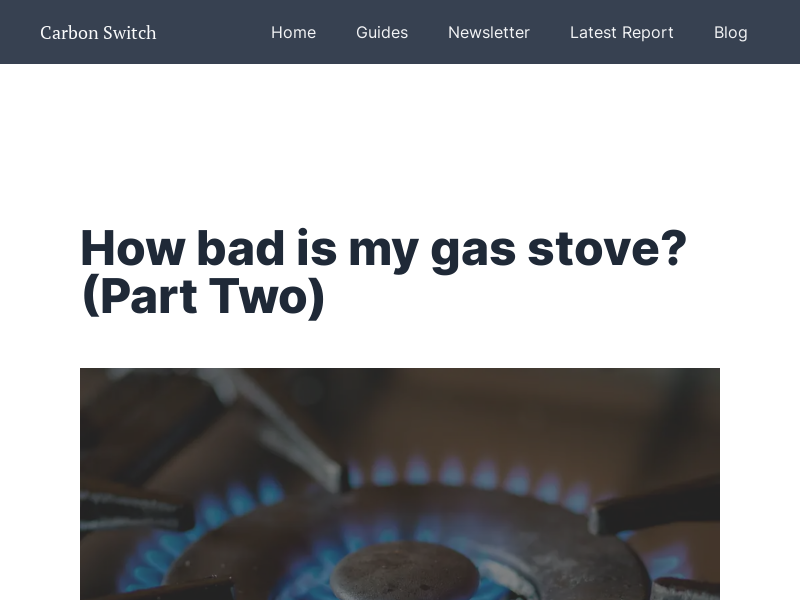 Carbon Switch
Home
Guides
Newsletter
Latest Report
Blog
How bad is my gas stove?
(Part Two)